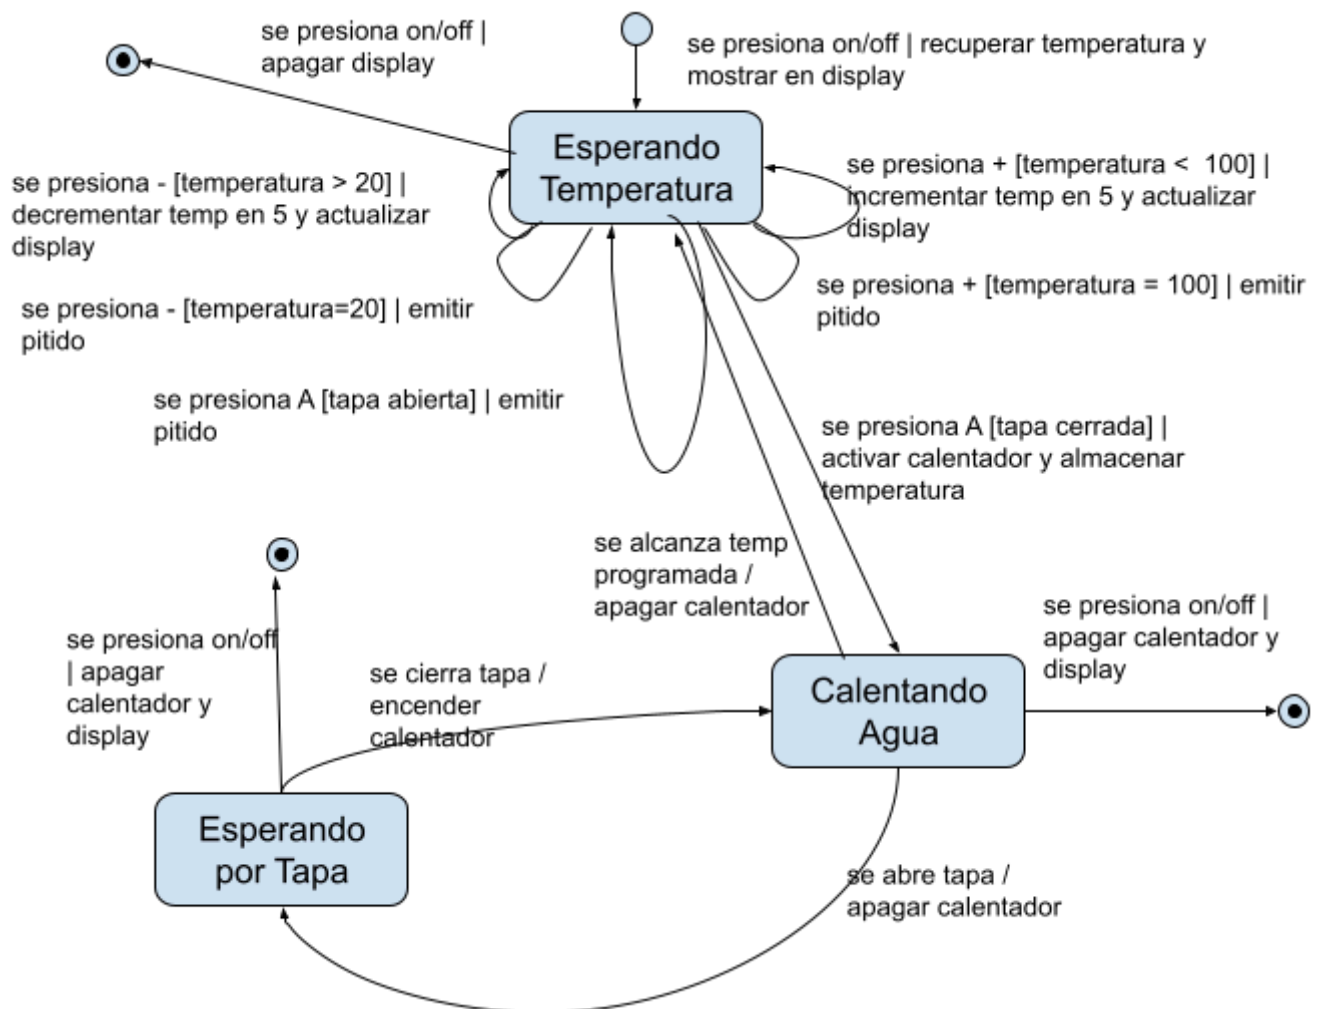 se presiona on/off |
apagar display
se presiona on/off | recuperar temperatura y
mostrar en display
Esperando
Temperatura
se presiona - [temperatura > 20] |
decrementar temp en 5 y actualizar
display
se presiona + [temperatura <  100] |
incrementar temp en 5 y actualizar
display
se presiona - [temperatura=20] | emitir
pitido
se presiona + [temperatura = 100] | emitir
pitido
se presiona A [tapa abierta] | emitir
pitido
se presiona A [tapa cerrada] |
activar calentador y almacenar
temperatura
se alcanza temp
programada /
apagar calentador
se presiona on/off |
apagar calentador y
display
se presiona on/off
| apagar
calentador y
display
se cierra tapa /
encender
calentador
Calentando
Agua
Esperando
por Tapa
se abre tapa /
apagar calentador